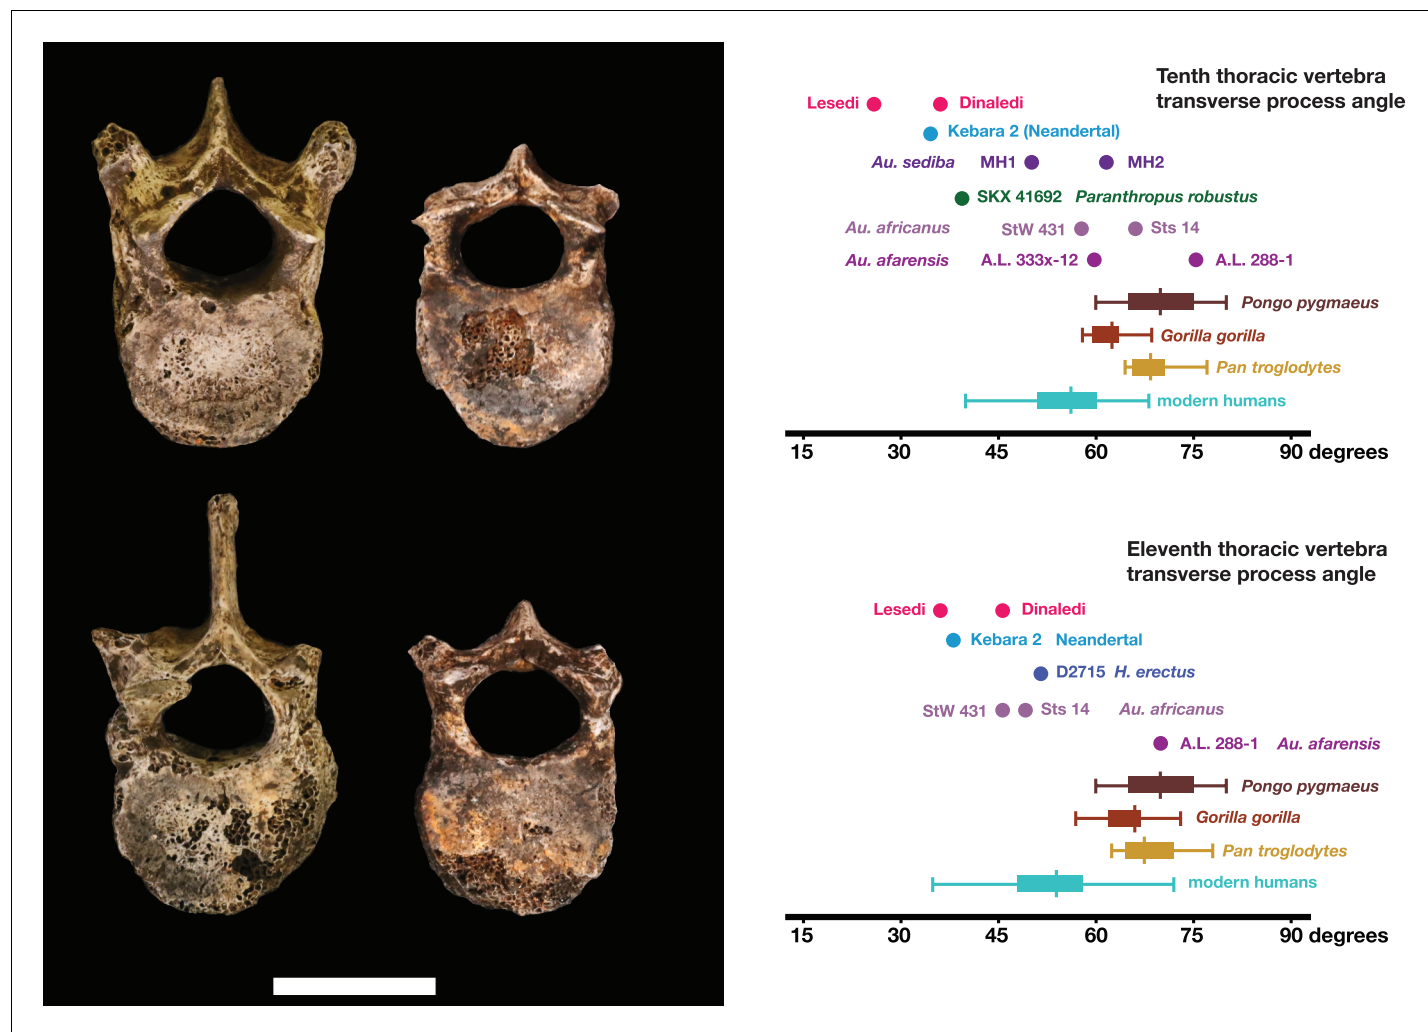 Tenth thoracic vertebra
transverse process angle
Lesedi Dinaledi
Kebara 2 (Neandertal)
Au. sediba MH1 MH2
SKX 41692 Paranthropus robustus
Au. africanus StW 431 Sts 14
Au. afarensis A.L. 333x-12 A.L. 288-1
Pongo pygmaeus
Gorilla gorilla
Pan troglodytes
modern humans
15 30 45 60 75 90 degrees
Eleventh thoracic vertebra
transverse process angle
Lesedi Dinaledi
Kebara 2 Neandertal
D2715 H. erectus
StW 431 Sts 14 Au. africanus
A.L. 288-1 Au. afarensis
Pongo pygmaeus
Gorilla gorilla
Pan troglodytes
modern humans
15 30 45 60 75 90 degrees